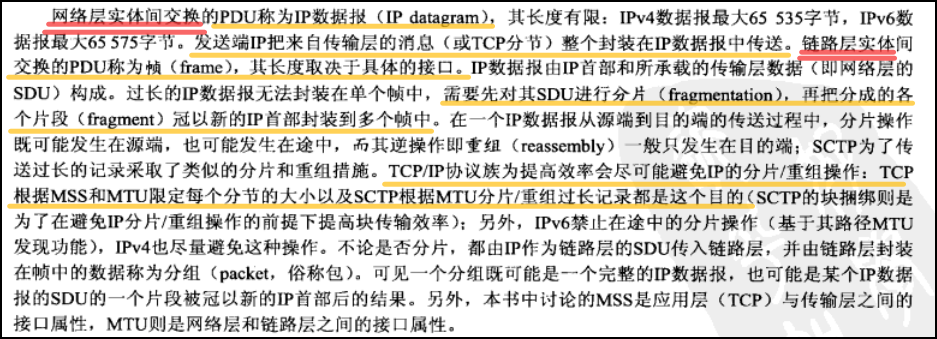 网络层实体间交换的PDU称为IP数据报（IP datagram），其长度有限：IPv4数据报最大65 535字节，IPv6数
据报最大65 575字节。发送端IP把来自传输层的消息（或TCP分节）整个封装在IP数据报中传送。链路层实体间
交换的PDU称为帧（frame），其长度取决于具体的接口。IP数据报由IP首部和所承载的传输层数据（即网络层的
SDU）构成。过长的IP数据报无法封装在单个帧中，需要先对其SDU进行分片（fragmentation），再把分成的各
个片段（fragment）冠以新的IP首部封装到多个帧中。在一个IP数据报从源端到目的端的传送过程中，分片操作
既可能发生在源端，也可能发生在途中，而其逆操作即重组（reassembly）一般只发生在目的端；SCTP为了传
送过长的记录采取了类似的分片和重组措施。TCP/IP协议族为提高效率会尽可能避免IP的分片/重组操作：TCP
根据MSS和MTU限定每个分节的大小以及SCTP根据MTU分片/重组过长记录都是这个目的（SCTP的块捆绑则是
为了在避免IP分片/重组操作的前提下提高块传输效率）；另外，IPv6禁止在途中的分片操作（基于其路径MTU
发现功能），IPv4也尽量避免这种操作。不论是否分片，都由IP作为链路层的SDU传入链路层，并由链路层封装
在帧中的数据称为分组（packet，俗称包）。可见一个分组既可能是一个完整的IP数据报，也可能是某个IP数据
报的SDU的一个片段被冠以新的IP首部后的结果。另外，本书中讨论的MSS是应用层（TCP）与传输层之间的
接口属性，MTU则是网络层和链路层之间的接口属性。